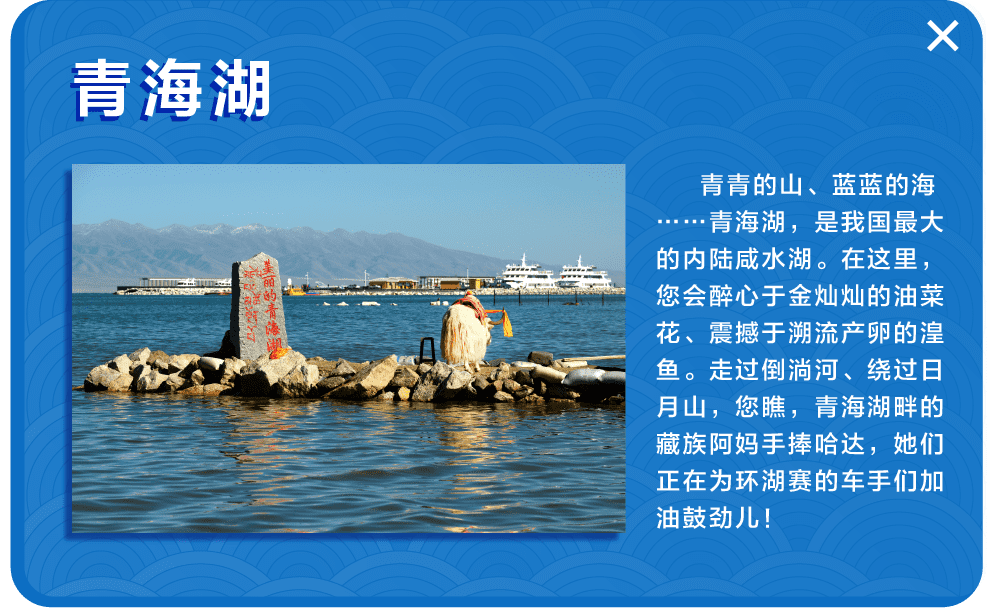 青海湖
青青的山、蓝蓝的海
……青海湖，是我国最大
的内陆咸水湖。在这里，
您会醉心于金灿灿的油菜
花、震撼于溯流产卵的湟
鱼。走过倒淌河、绕过日
月山，您瞧，青海湖畔的
藏族阿妈手捧哈达，她们
正在为环湖赛的车手们加
油鼓劲儿！
美丽的青海湖